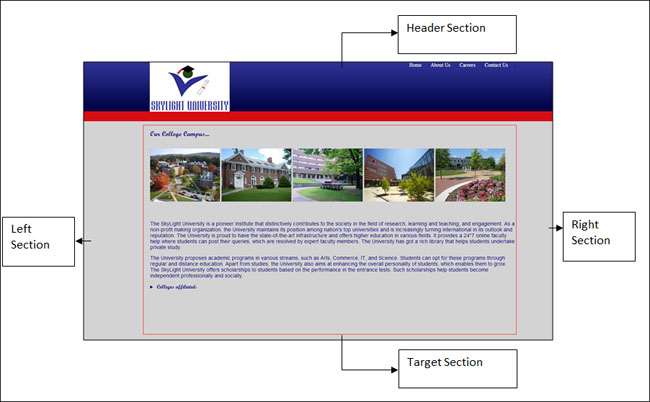 Header Section
Home About Us Careers Contact Us
SKYLIGHT UNIVERSITY
Our College Campus...
The SkyLight University is a pioneer institute that distinctively contributes to the society in the field of research, learning and teaching, and engagement. As a
non-profit making organization, the University maintains its position among nation's top universities and is increasingly turning international in its outlook and
reputation. The University is proud to have the state-of-the-art infrastructure and offers higher education in various fields. It provides a 24*7 online faculty
help where students can post their queries, which are resolved by expert faculty members. The University has got a rich library that helps students undertake
private study.
The University proposes academic programs in various streams, such as Arts, Commerce, IT, and Science. Students can opt for these programs through
regular and distance education. Apart from studies, the University also aims at enhancing the overall personality of students, which enables them to grow.
The SkyLight University offers scholarships to students based on the performance in the entrance tests. Such scholarships help students become
independent professionally and socially.
Colleges affiliated:
Left
Section
Right
Section
Target Section